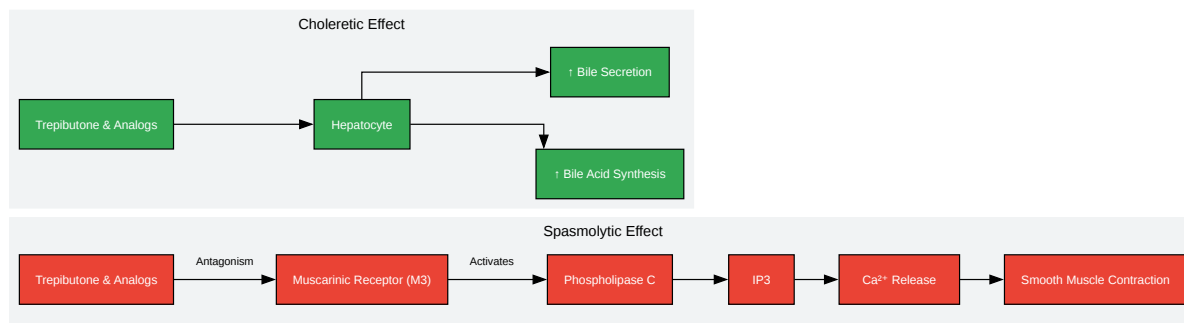 Choleretic Effect
↑ Bile Secretion
Trepibutone & Analogs
Hepatocyte
↑ Bile Acid Synthesis
Spasmolytic Effect
Trepibutone & Analogs
Antagonism
Muscarinic Receptor (M3)
Activates
Phospholipase C
IP3
Ca²⁺ Release
Smooth Muscle Contraction